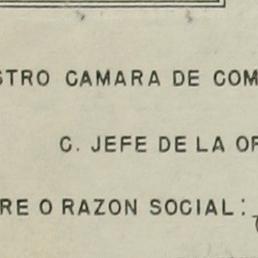 STRO CAMARA DE COM
C. JEFE DE LA OF
RE O RAZON SOCIAL: